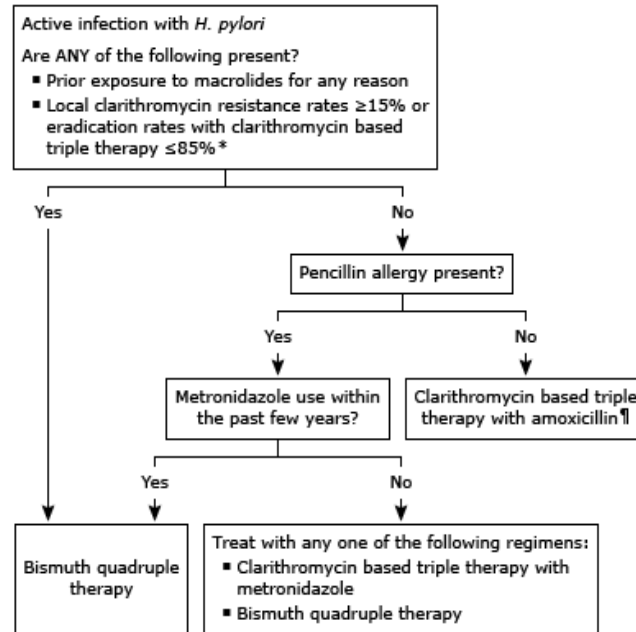 Active infection with H. pylori
Are ANY of the following present?
▪ Prior exposure to macrolides for any reason
▪ Local clarithromycin resistance rates ≥15% or
eradication rates with clarithromycin based
triple therapy ≤85%*
Yes
No
Pencillin allergy present?
Yes
No
Metronidazole use within
the past few years?
Clarithromycin based triple
therapy with amoxicillin¶
Yes
No
Bismuth quadruple
therapy
Treat with any one of the following regimens:
▪ Clarithromycin based triple therapy with
metronidazole
▪ Bismuth quadruple therapy